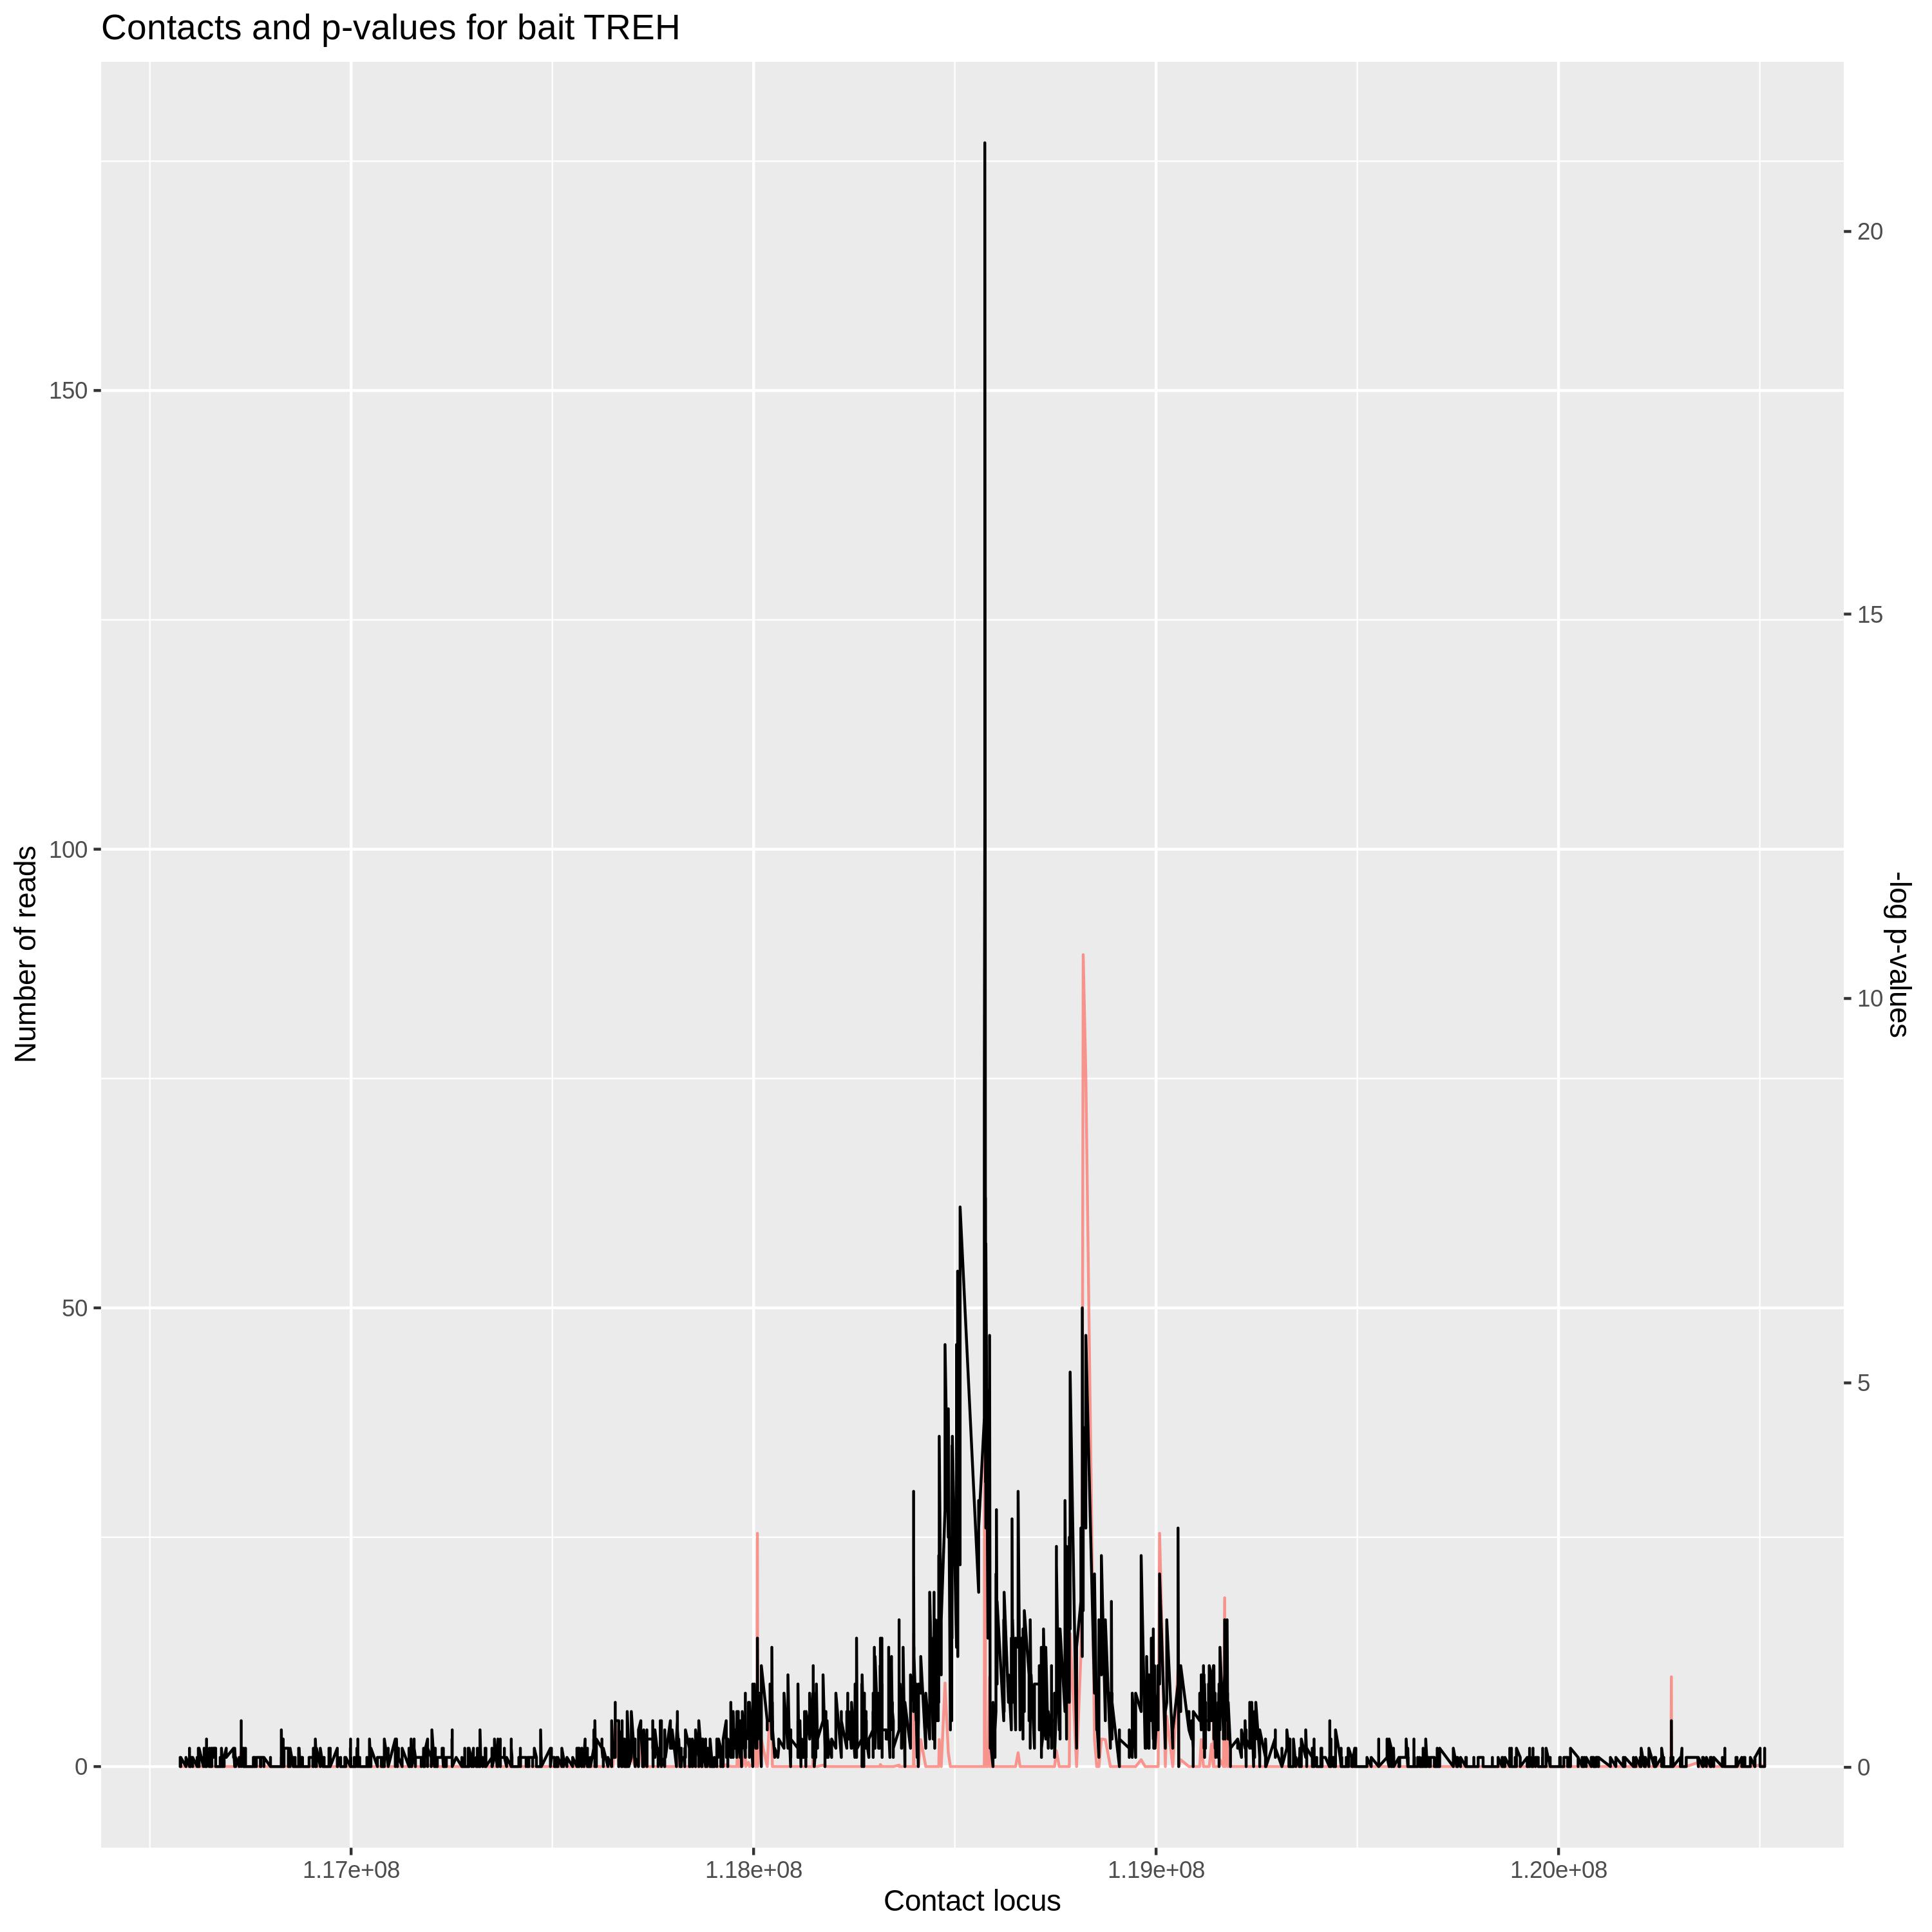 Contacts and p-values for bait TREH
Number of reads
150
100
50
0
20
15
10
5
0
-log p-values
1.17e+08
1.18e+08
1.19e+08
1.20e+08
Contact locus